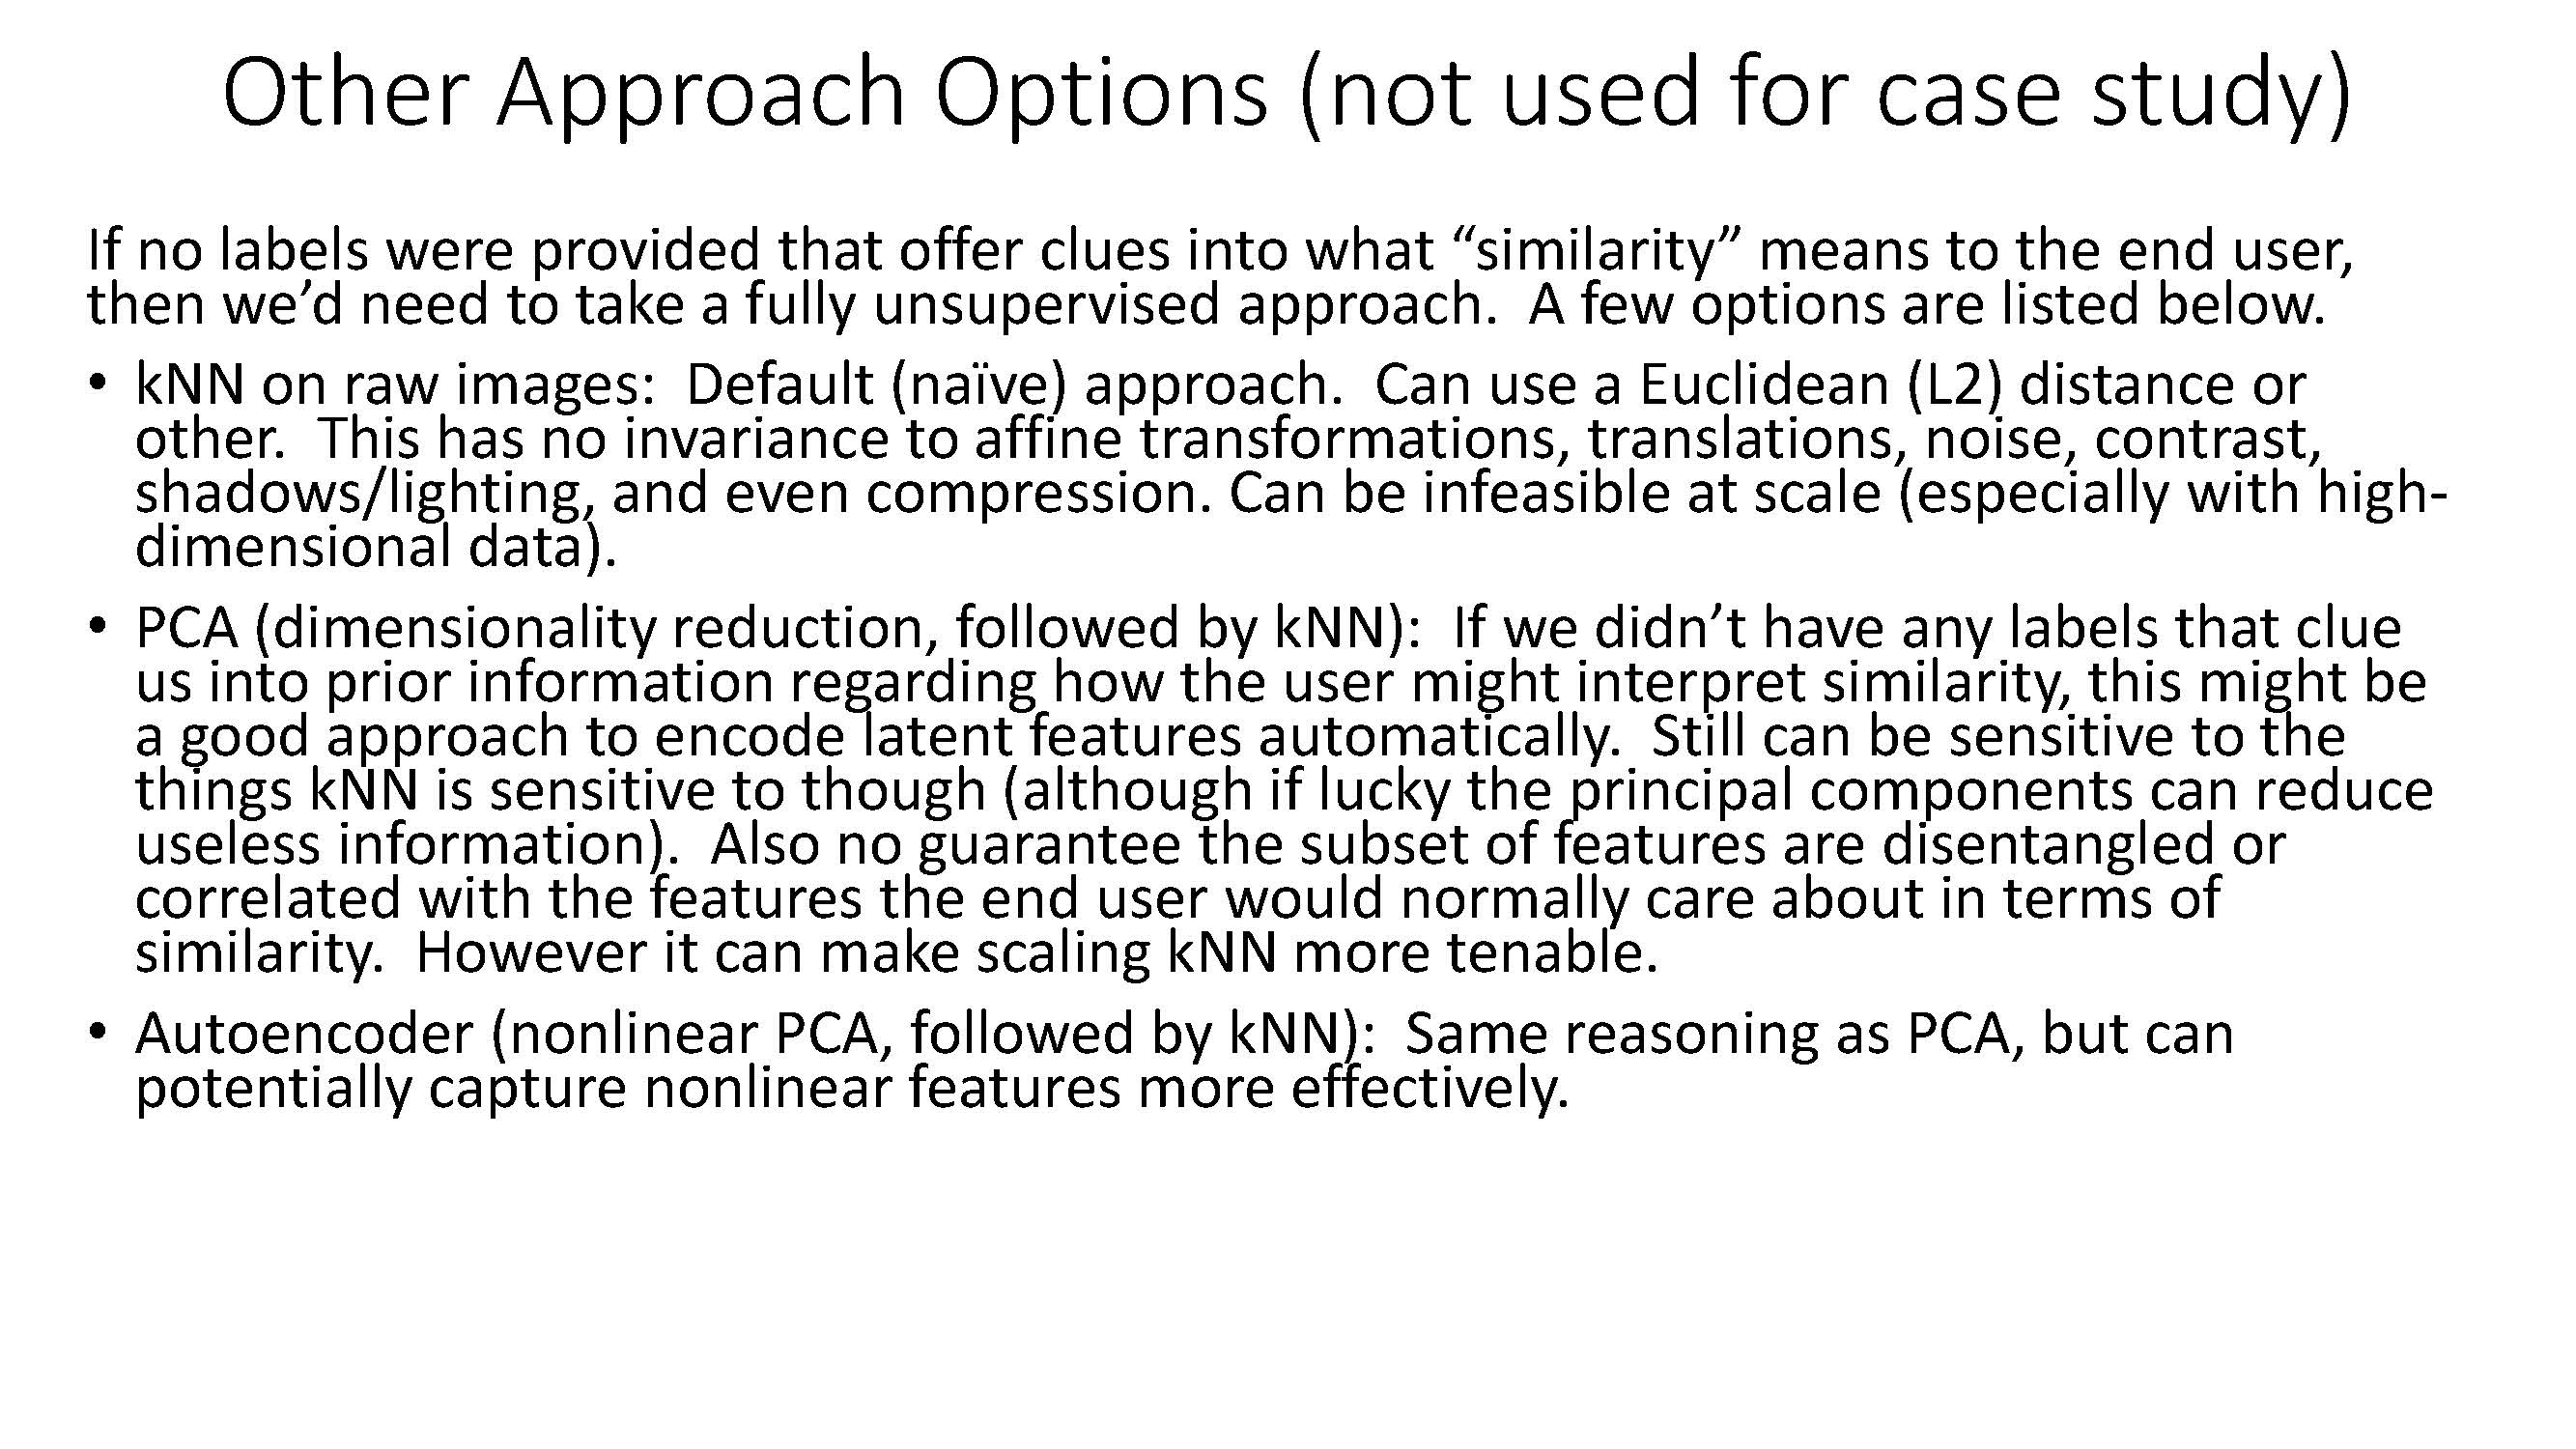 Other Approach Options (not used for case study)
If no labels were provided that offer clues into what “similarity” means to the end user,
then we’d need to take a fully unsupervised approach.  A few options are listed below.
• kNN on raw images:  Default (naïve) approach.  Can use a Euclidean (L2) distance or
other.  This has no invariance to affine transformations, translations, noise, contrast,
shadows/lighting, and even compression. Can be infeasible at scale (especially with high-
dimensional data).
• PCA (dimensionality reduction, followed by kNN):  If we didn’t have any labels that clue
us into prior information regarding how the user might interpret similarity, this might be
a good approach to encode latent features automatically.  Still can be sensitive to the
things kNN is sensitive to though (although if lucky the principal components can reduce
useless information).  Also no guarantee the subset of features are disentangled or
correlated with the features the end user would normally care about in terms of
similarity.  However it can make scaling kNN more tenable.
• Autoencoder (nonlinear PCA, followed by kNN):  Same reasoning as PCA, but can
potentially capture nonlinear features more effectively.